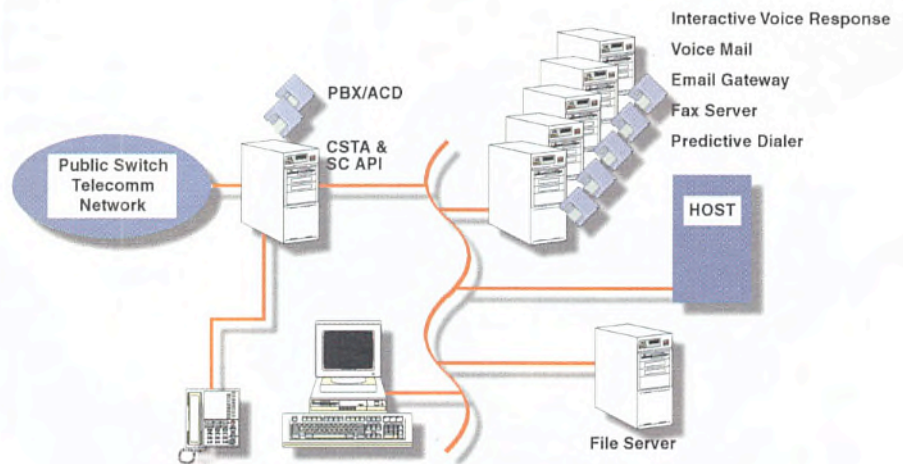 Interactive Voice Response
Voice Mail
Email Gateway
Fax Server
Predictive Dialer
PBX/ACD
CSTA &
SC API
Public Switch
Telecomm
Network
HOST
File Server